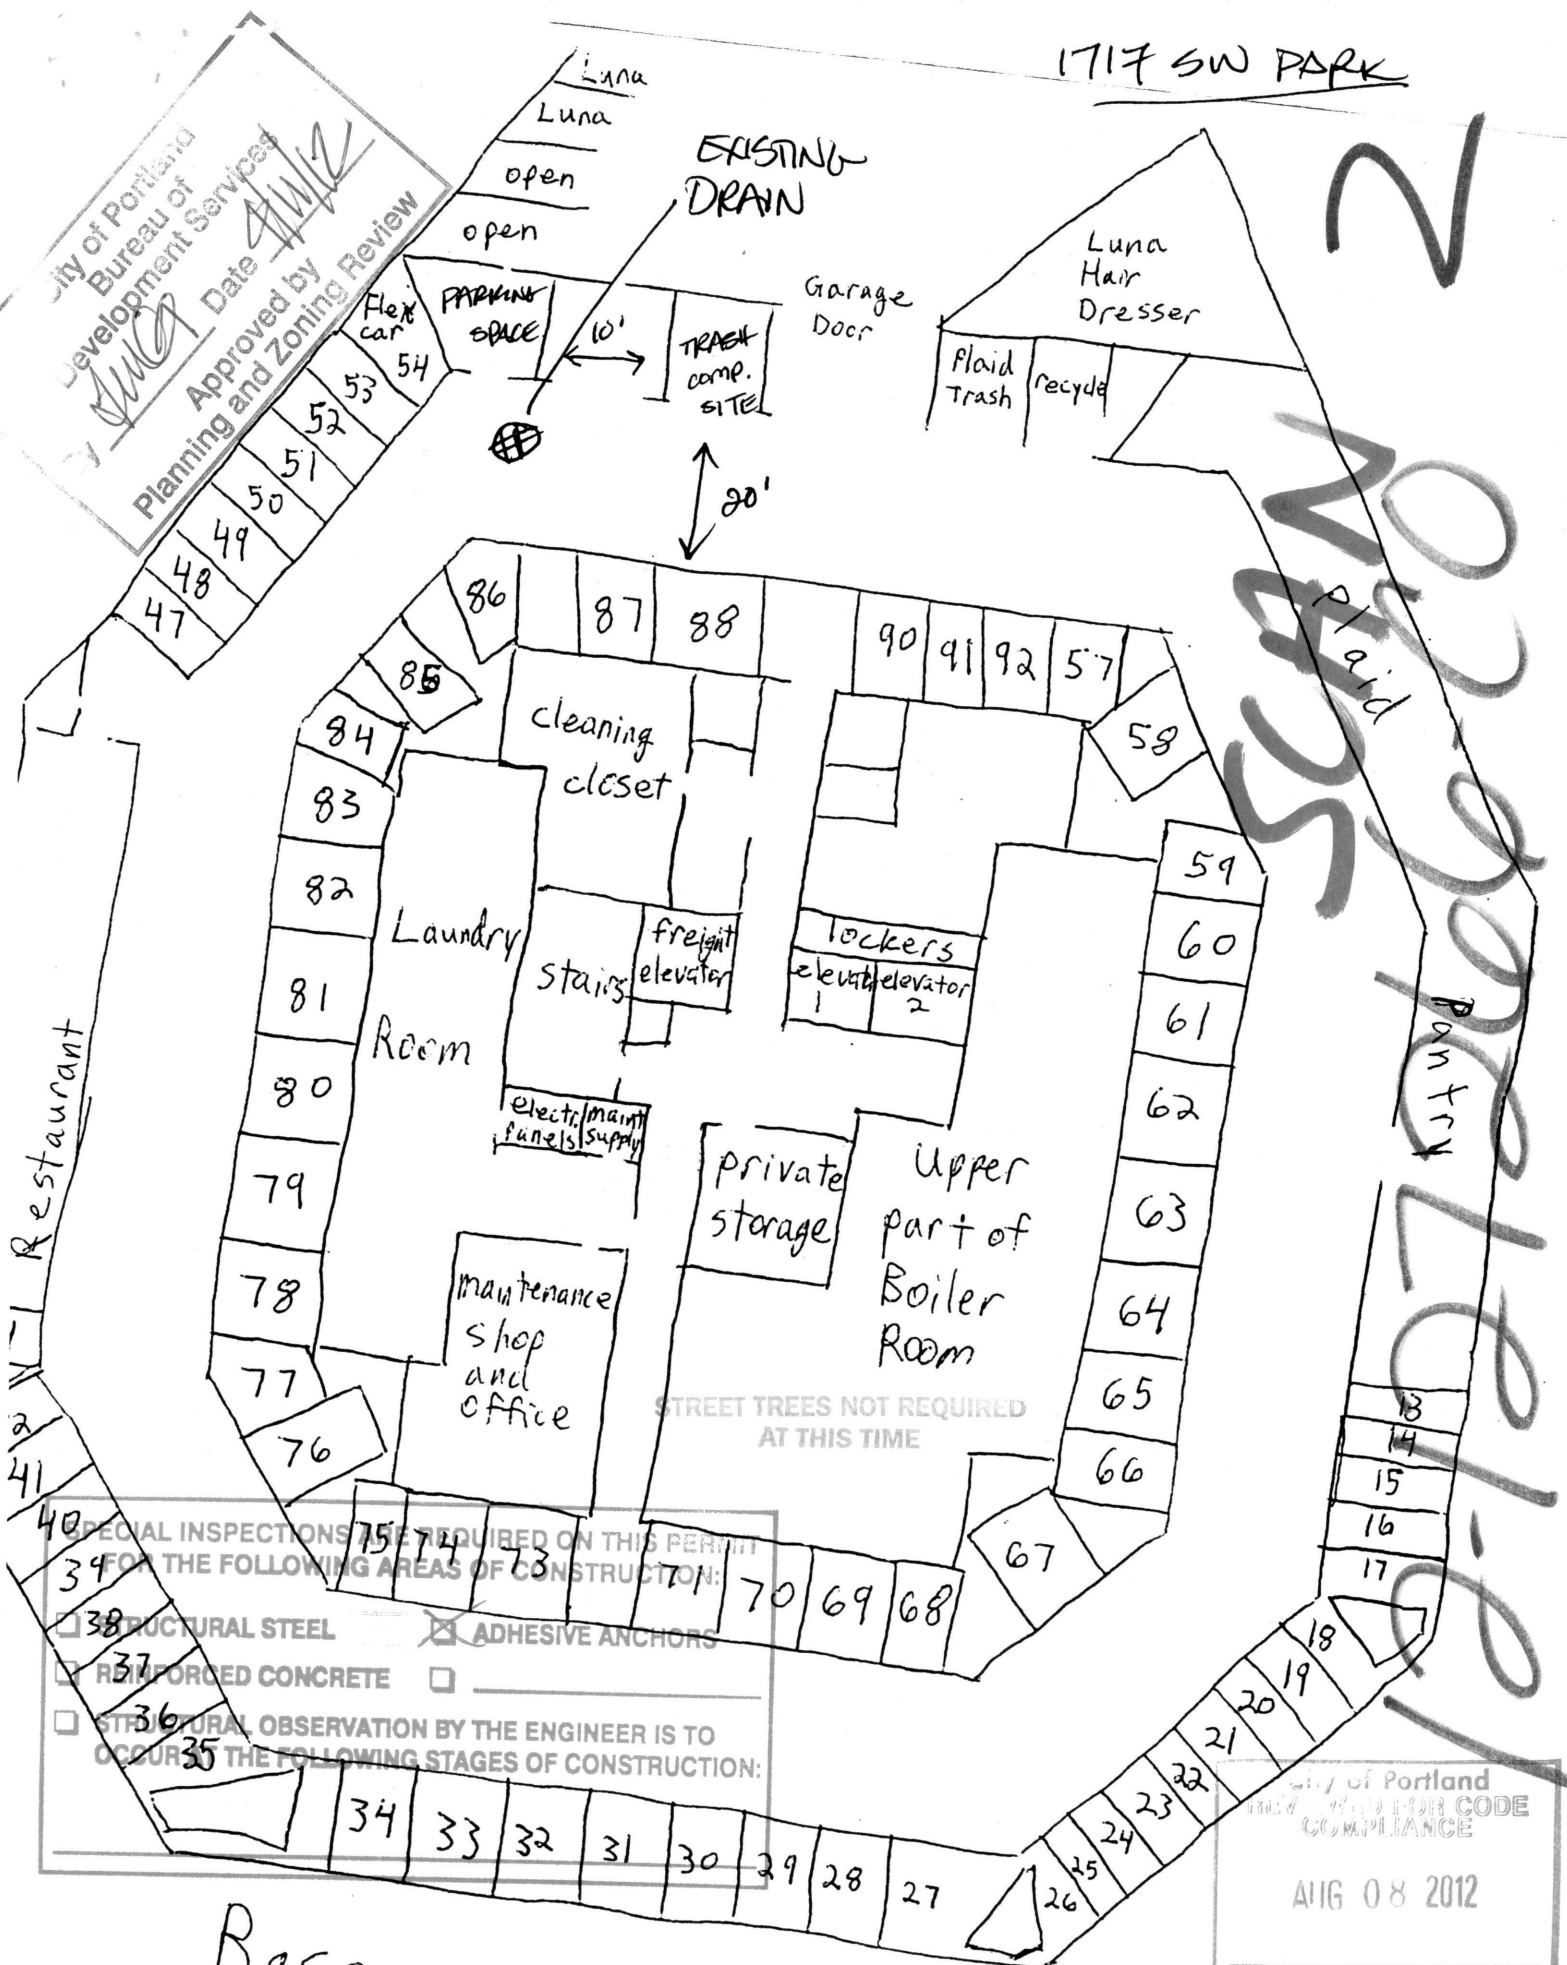 1717 SW PARK
Luna
Luna
open
open
EXISTING
DRAIN
City of Portland
Bureau of
Development Services
Date
Approved by
Planning and Zoning Review
2
Luna
Hair
Dresser
Garage
Door
Flex
car
PARKING
SPACE
10'
TRASH
comp.
SITE
Plaid
Trash
recycle
54
53
52
51
50
49
48
47
20'
SCAN
Plaid
86
87
88
90
91
92
57
85
58
84
cleaning
closet
83
59
82
60
Laundry
Room
stairs
freight
elevator
lockers
elevator
1
elevator
2
81
61
Pantry
Restaurant
80
62
electr.
panels
maint
supply
79
private
storage
Upper
part of
Boiler
Room
63
78
maintenance
shop
and
office
64
77
65
STREET TREES NOT REQUIRED
AT THIS TIME
76
66
13
14
15
16
17
2
41
40
39
38
37
36
35
75
74
73
71
70
69
68
67
SPECIAL INSPECTIONS ARE REQUIRED ON THIS PERMIT
FOR THE FOLLOWING AREAS OF CONSTRUCTION:
STRUCTURAL STEEL
ADHESIVE ANCHORS
REINFORCED CONCRETE
STRUCTURAL OBSERVATION BY THE ENGINEER IS TO
OCCUR AT THE FOLLOWING STAGES OF CONSTRUCTION:
18
19
20
21
22
23
24
25
26
34
33
32
31
30
29
28
27
City of Portland
REVIEWED FOR CODE
COMPLIANCE
AUG 08 2012